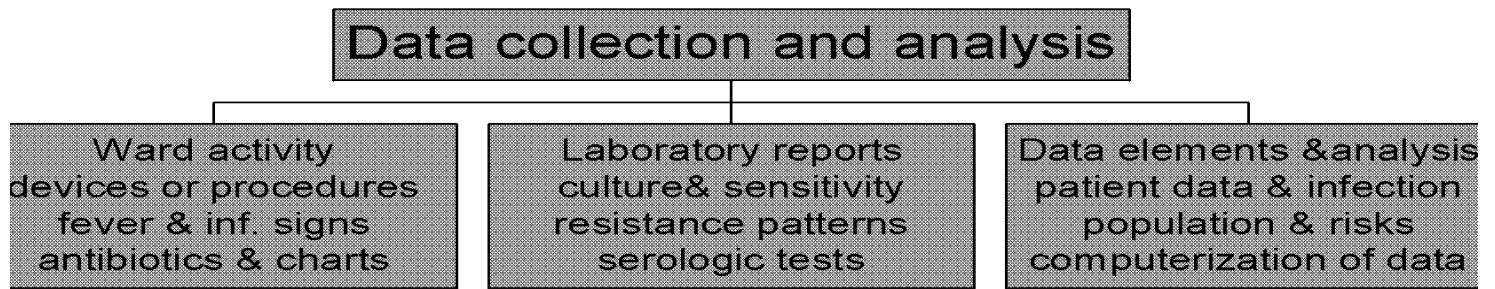 Data collection and analysis
Ward activity
devices or procedures
fever & inf. signs
antibiotics & charts
Laboratory reports
culture& sensitivity
resistance patterns
serologic tests
Data elements &analysis
patient data & infection
population & risks
computerization of data